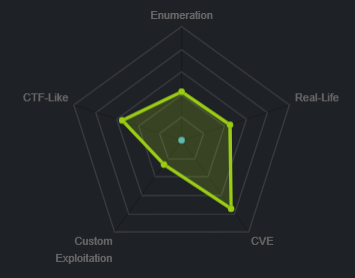 Enumeration
CTF-Like
Real-Life
Custom
Exploitation
CVE